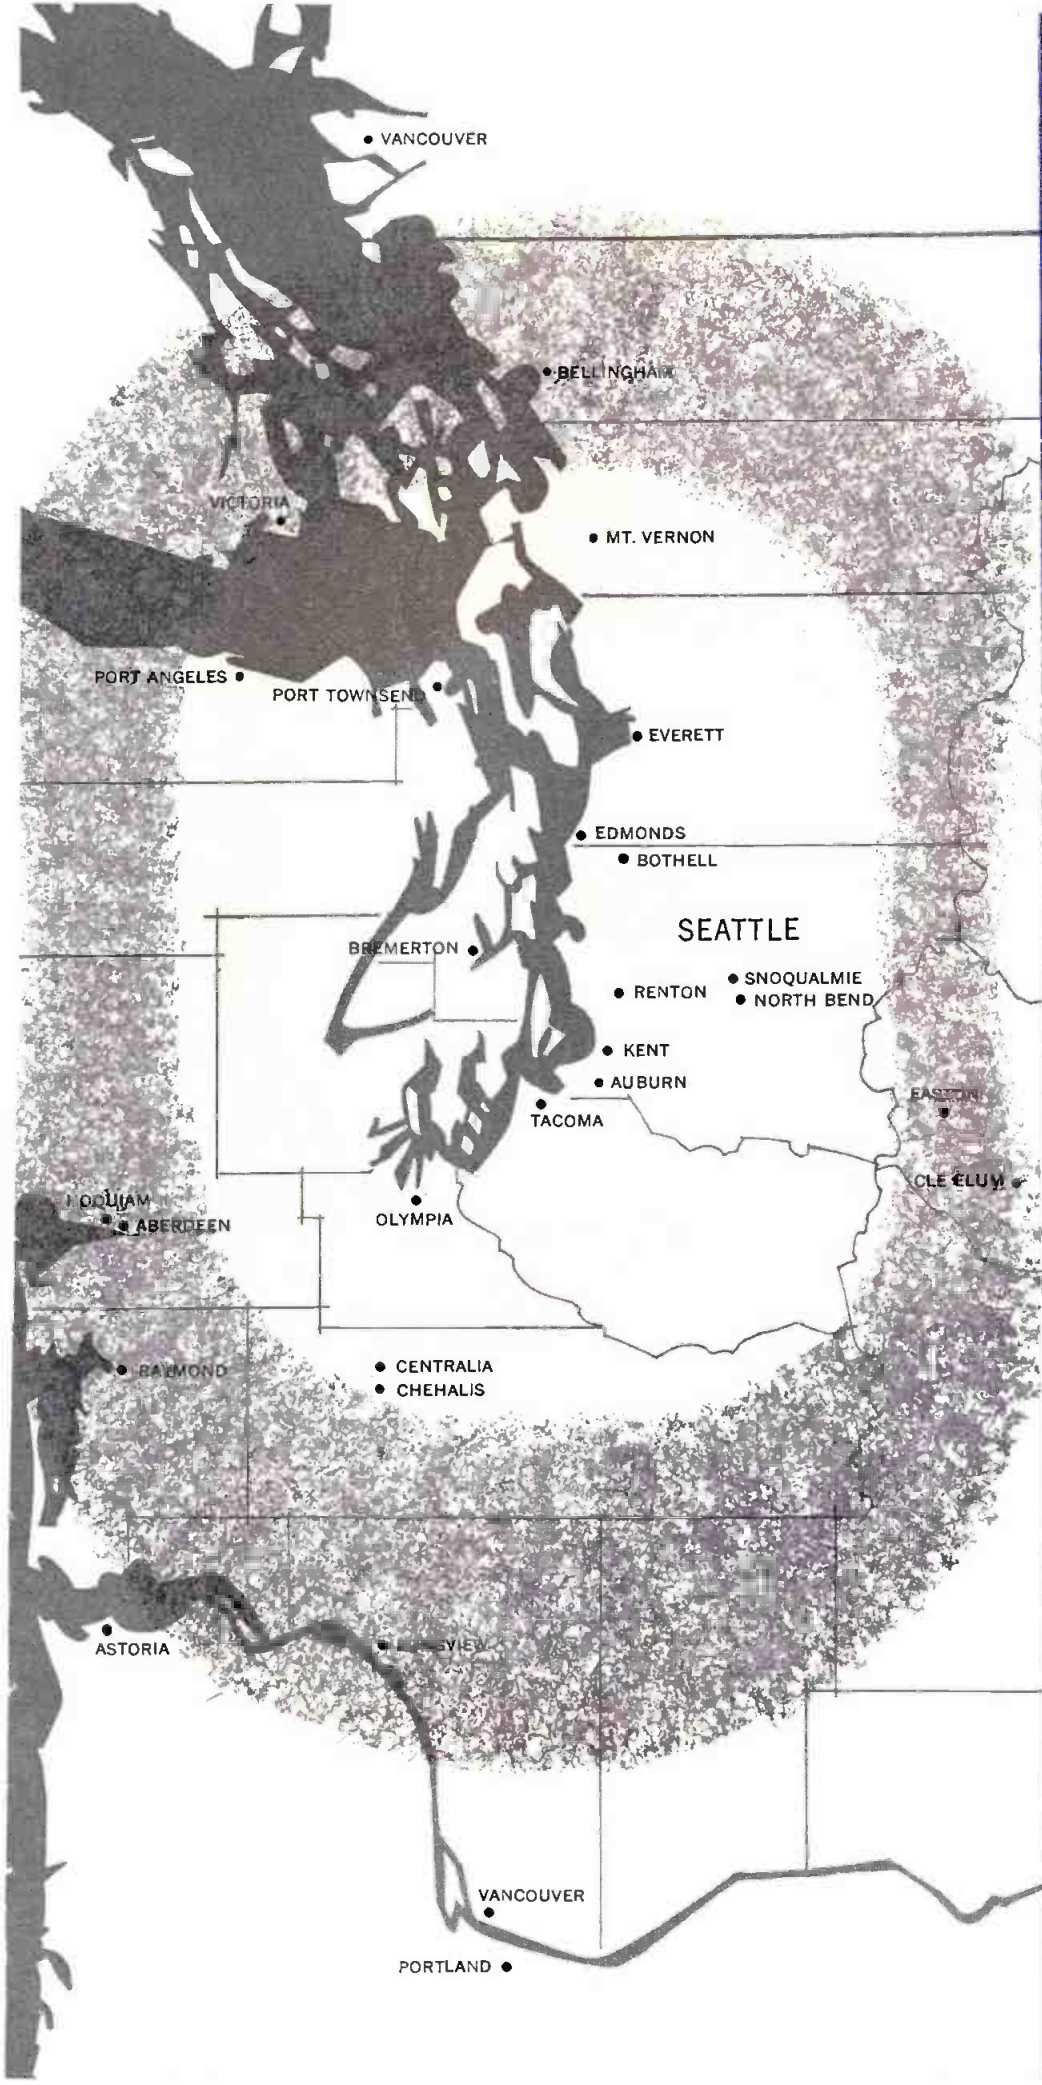 VANCOUVER
BELLINGHAM
VICTORIA
MT. VERNON
PORT ANGELES
PORT TOWNSEND
EVERETT
EDMONDS
BOTHELL
SEATTLE
BREMERTON
SNOQUALMIE
RENTON
NORTH BEND
KENT
AUBURN
EASTON
TACOMA
CLE ELUM
HOQUIAM
OLYMPIA
ABERDEEN
CENTRALIA
RAYMOND
CHEHALIS
ASTORIA
VANCOUVER
PORTLAND